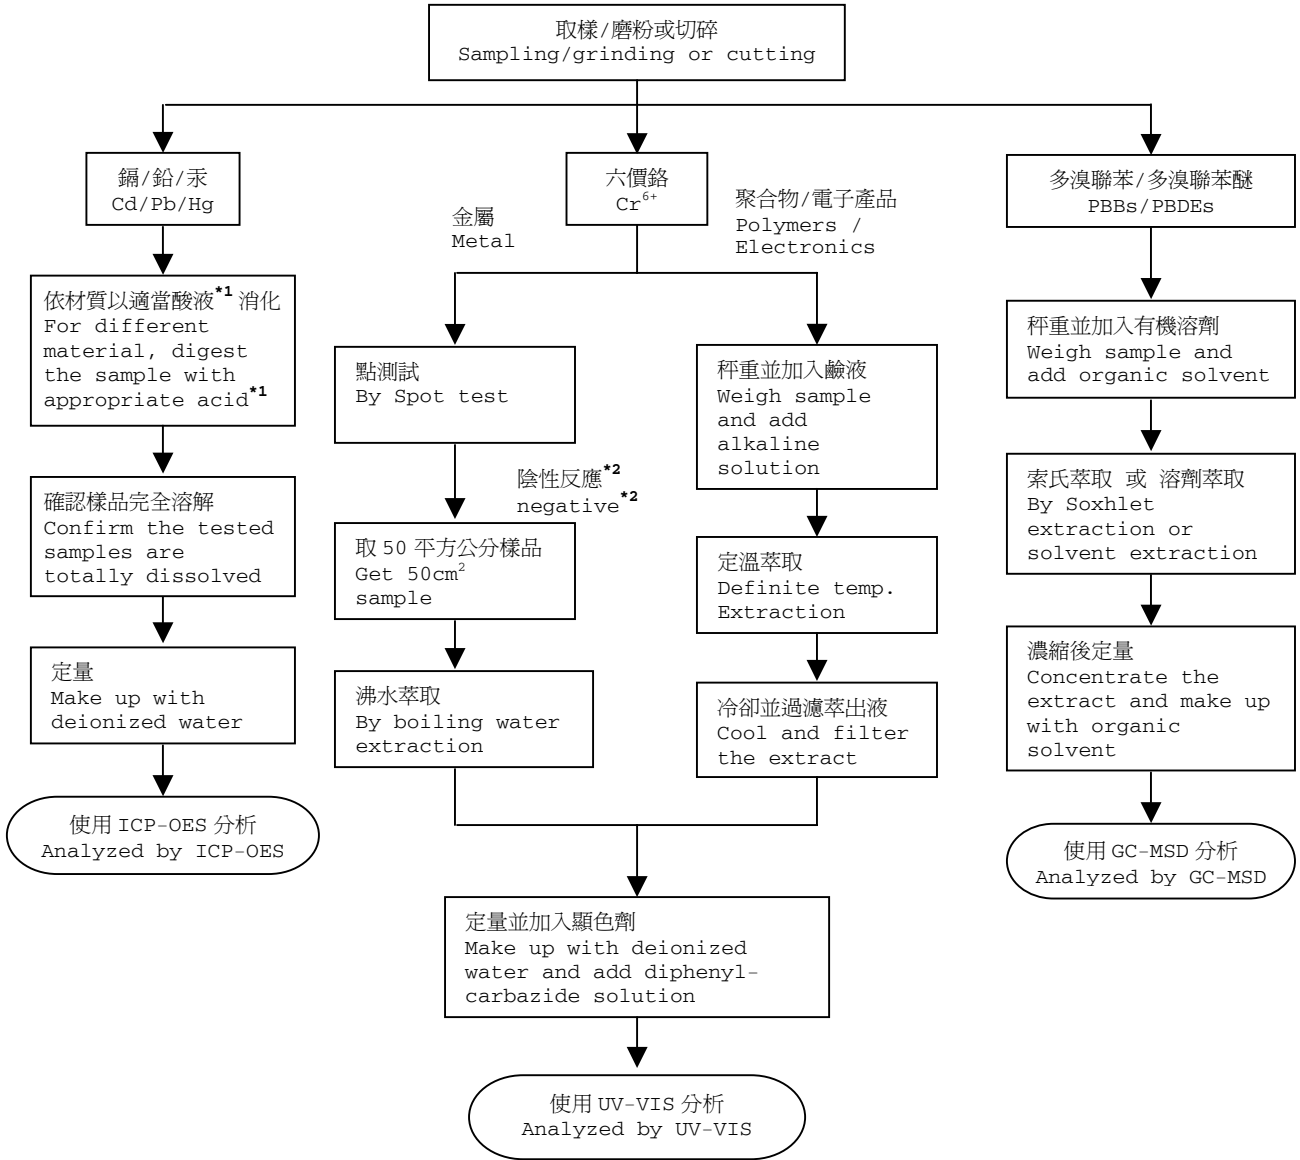 取樣/磨粉或切碎
Sampling/grinding or cutting
鎘/鉛/汞
Cd/Pb/Hg
依材質以適當酸液*1 消化
For different
material, digest
the sample with
appropriate acid*1
確認樣品完全溶解
Confirm the tested
samples are
totally dissolved
定量
Make up with
deionized water
使用 ICP-OES 分析
Analyzed by ICP-OES
六價鉻
Cr6+
金屬
Metal
點測試
By Spot test
陰性反應*2
negative*2
取 50 平方公分樣品
Get 50cm2
sample
沸水萃取
By boiling water
extraction
聚合物/電子產品
Polymers /
Electronics
秤重並加入鹼液
Weigh sample
and add
alkaline
solution
定溫萃取
Definite temp.
Extraction
冷卻並過濾萃出液
Cool and filter
the extract
定量並加入顯色劑
Make up with deionized
water and add diphenyl-
carbazide solution
使用 UV-VIS 分析
Analyzed by UV-VIS
多溴聯苯/多溴聯苯醚
PBBs/PBDEs
秤重並加入有機溶劑
Weigh sample and
add organic solvent
索氏萃取 或 溶劑萃取
By Soxhlet
extraction or
solvent extraction
濃縮後定量
Concentrate the
extract and make up
with organic
solvent
使用 GC-MSD 分析
Analyzed by GC-MSD